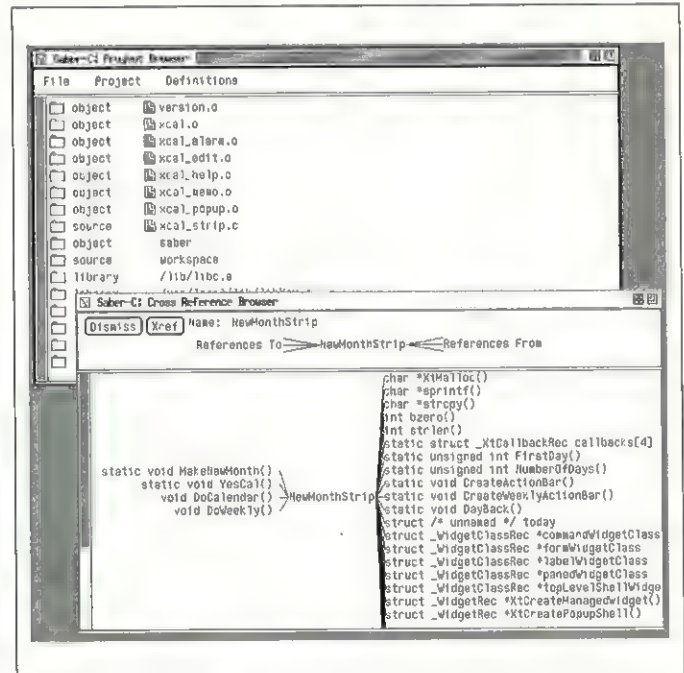 Saber-C: Project Browser
File Project Definitions
object version.o
object xcal.o
object xcal_alarm.o
object xcal_edit.o
object xcal_help.o
object xcal_memo.o
object xcal_popup.o
source xcal_strip.c
object saber
source workspace
library /lib/libc.a
Saber-C: Cross Reference Browser
Dismiss Xref Name: NewMonthStrip
References To NewMonthStrip References From
char *XtMalloc()
char *sprintf()
char *strcpy()
int bzero()
int strlen()
static struct _XtCallbackRec callbacks[4]
static unsigned int FirstDay()
static unsigned int NumberOfDays()
static void MakeNewMonth()
static void YesCal()
void DoCalendar()
void DoWeekly()
NewMonthStrip
static void CreateActionBar()
static void CreateWeeklyActionBar()
static void DayBack()
struct /* unnamed */ today
struct _WidgetClassRec *commandWidgetClass
struct _WidgetClassRec *formWidgetClass
struct _WidgetClassRec *labelWidgetClass
struct _WidgetClassRec *panedWidgetClass
struct _WidgetClassRec *topLevelShellWidge
struct _WidgetRec *XtCreateManagedWidget()
struct _WidgetRec *XtCreatePopupShell()